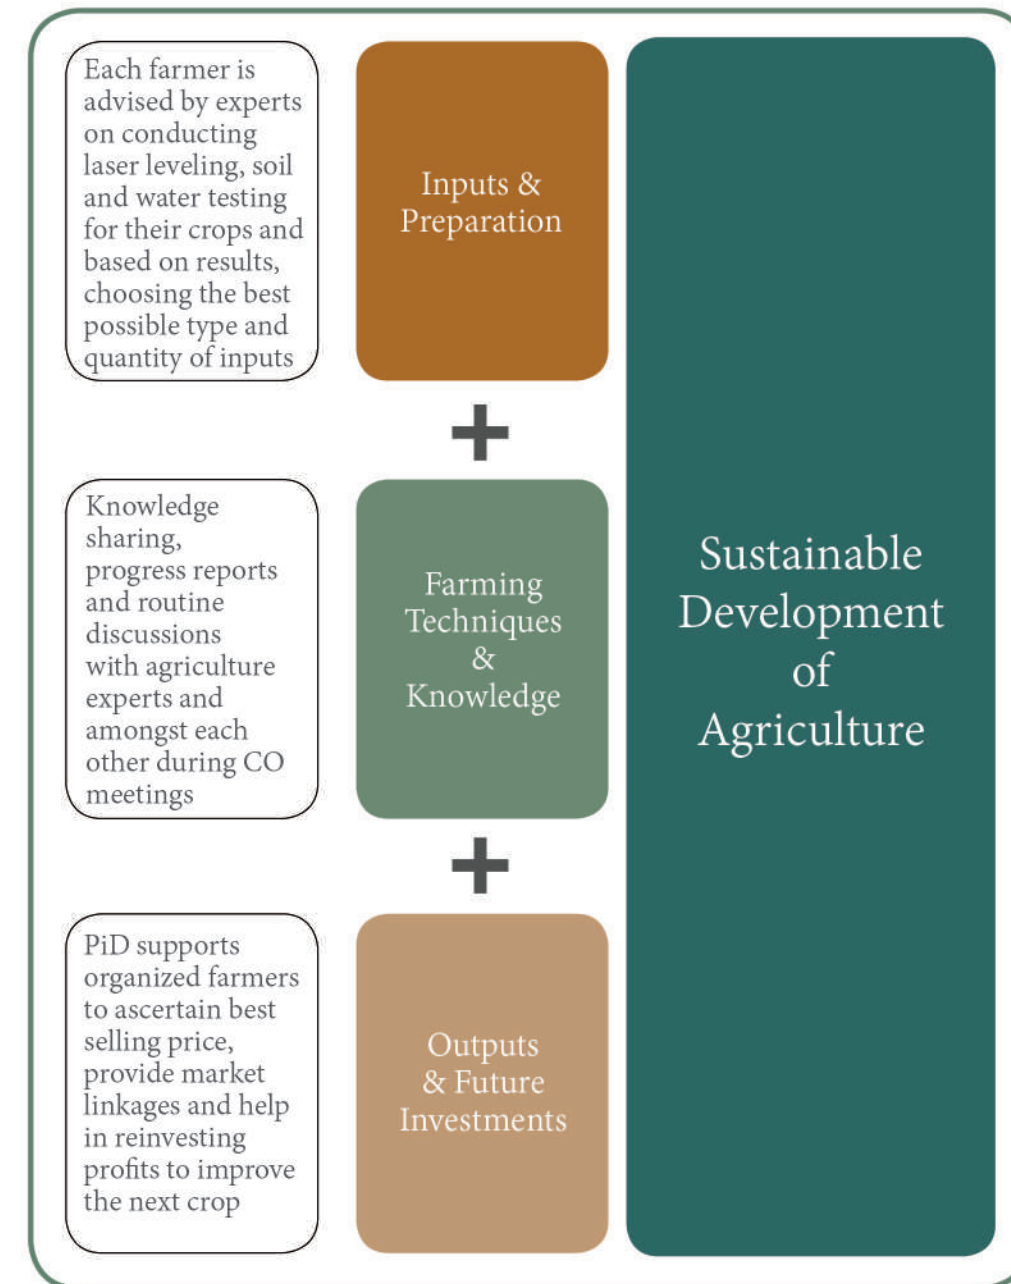 Each farmer is
advised by experts
on conducting
laser leveling, soil
and water testing
for their crops and
based on results,
choosing the best
possible type and
quantity of inputs
Inputs &
Preparation
+
Knowledge
sharing,
progress reports
and routine
discussions
with agriculture
experts and
amongst each
other during CO
meetings
Farming
Techniques
&
Knowledge
+
PiD supports
organized farmers
to ascertain best
selling price,
provide market
linkages and help
in reinvesting
profits to improve
the next crop
Outputs
& Future
Investments
Sustainable
Development
of
Agriculture